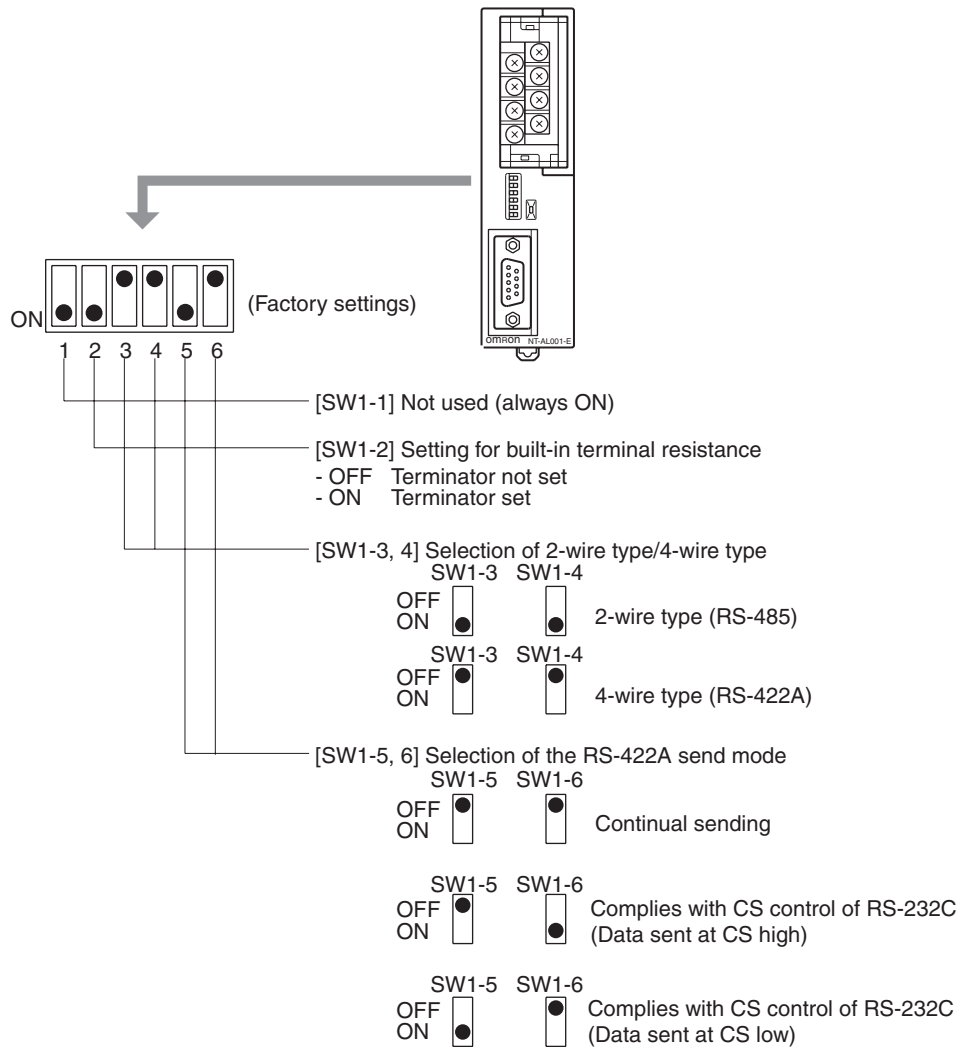 OMRON NT-AL001-E
ON
(Factory settings)
1 2 3 4 5 6
[SW1-1] Not used (always ON)
[SW1-2] Setting for built-in terminal resistance
- OFF Terminator not set
- ON Terminator set
[SW1-3, 4] Selection of 2-wire type/4-wire type
SW1-3 SW1-4
OFF
ON
2-wire type (RS-485)
SW1-3 SW1-4
OFF
ON
4-wire type (RS-422A)
[SW1-5, 6] Selection of the RS-422A send mode
SW1-5 SW1-6
OFF
ON
Continual sending
SW1-5 SW1-6
OFF
ON
Complies with CS control of RS-232C
(Data sent at CS high)
SW1-5 SW1-6
OFF
ON
Complies with CS control of RS-232C
(Data sent at CS low)